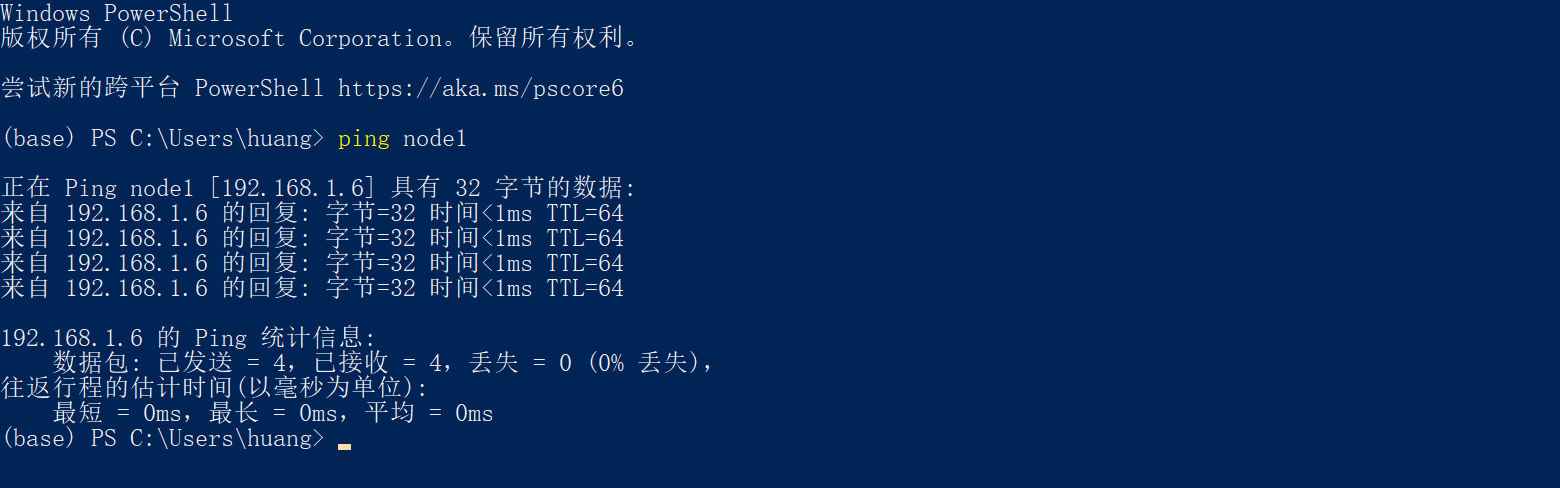 Windows PowerShell
版权所有 (C) Microsoft Corporation。保留所有权利。
尝试新的跨平台 PowerShell https://aka.ms/pscore6
(base) PS C:\Users\huang> ping node1
正在 Ping node1 [192.168.1.6] 具有 32 字节的数据:
来自 192.168.1.6 的回复: 字节=32 时间<1ms TTL=64
来自 192.168.1.6 的回复: 字节=32 时间<1ms TTL=64
来自 192.168.1.6 的回复: 字节=32 时间<1ms TTL=64
来自 192.168.1.6 的回复: 字节=32 时间<1ms TTL=64
192.168.1.6 的 Ping 统计信息:
    数据包: 已发送 = 4，已接收 = 4，丢失 = 0 (0% 丢失)，
往返行程的估计时间(以毫秒为单位):
    最短 = 0ms，最长 = 0ms，平均 = 0ms
(base) PS C:\Users\huang>